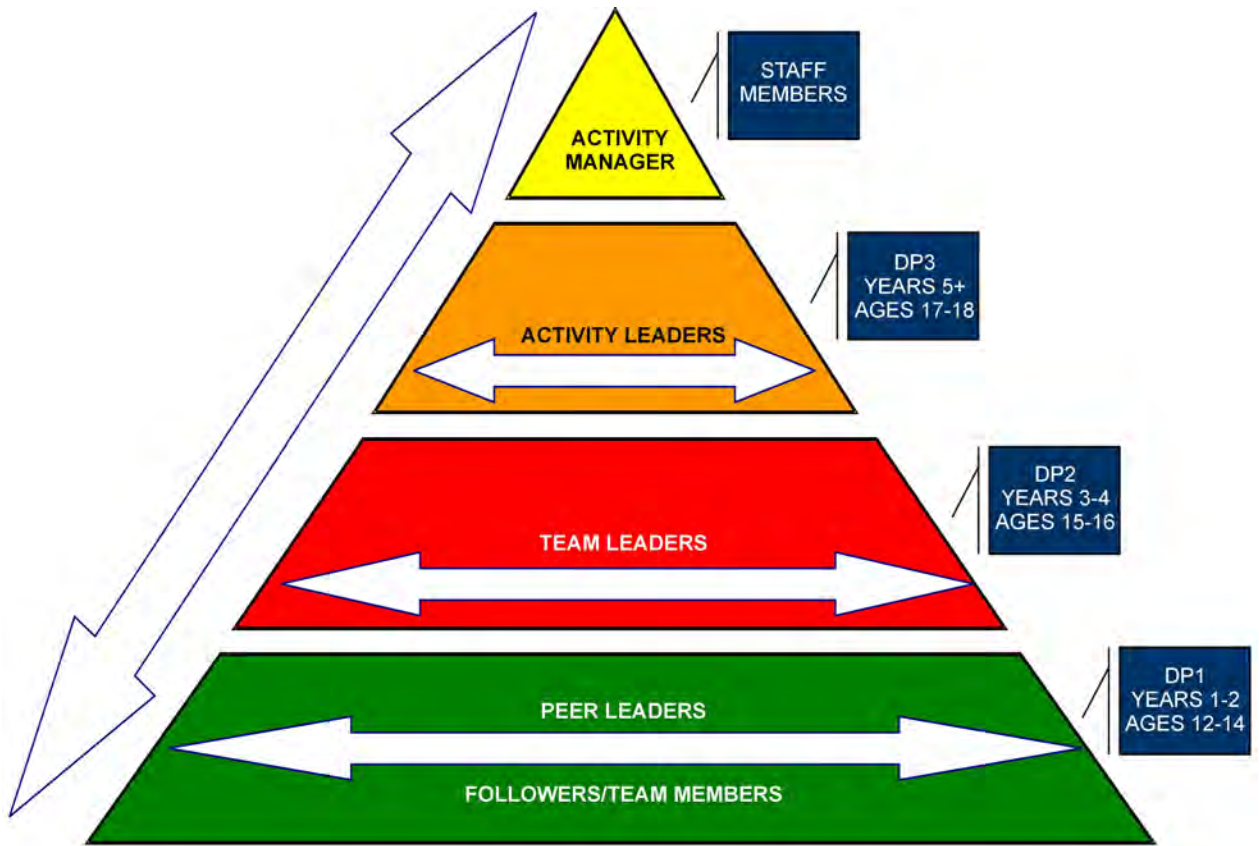 STAFF
MEMBERS
ACTIVITY
MANAGER
DP3
YEARS 5+
AGES 17-18
ACTIVITY LEADERS
DP2
YEARS 3-4
AGES 15-16
TEAM LEADERS
DP1
YEARS 1-2
AGES 12-14
PEER LEADERS
FOLLOWERS/TEAM MEMBERS